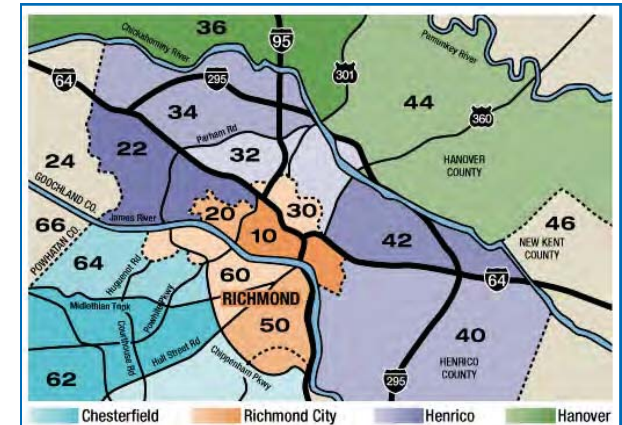 36
Chickahominy River
95
Pamunkey River
64
295
301
44
34
360
Parham Rd
22
32
24
HANOVER
COUNTY
GOOCHLAND CO.
James River
20
30
46
66
10
42
NEW KENT
COUNTY
POWHATAN CO.
64
Huguenot Rd
60
64
Midlothian Tnpk
Powhite Pkwy
RICHMOND
50
40
Courthouse Rd
Hull Street Rd
Chippenham Pkwy
HENRICO
COUNTY
62
295
Chesterfield
Richmond City
Henrico
Hanover